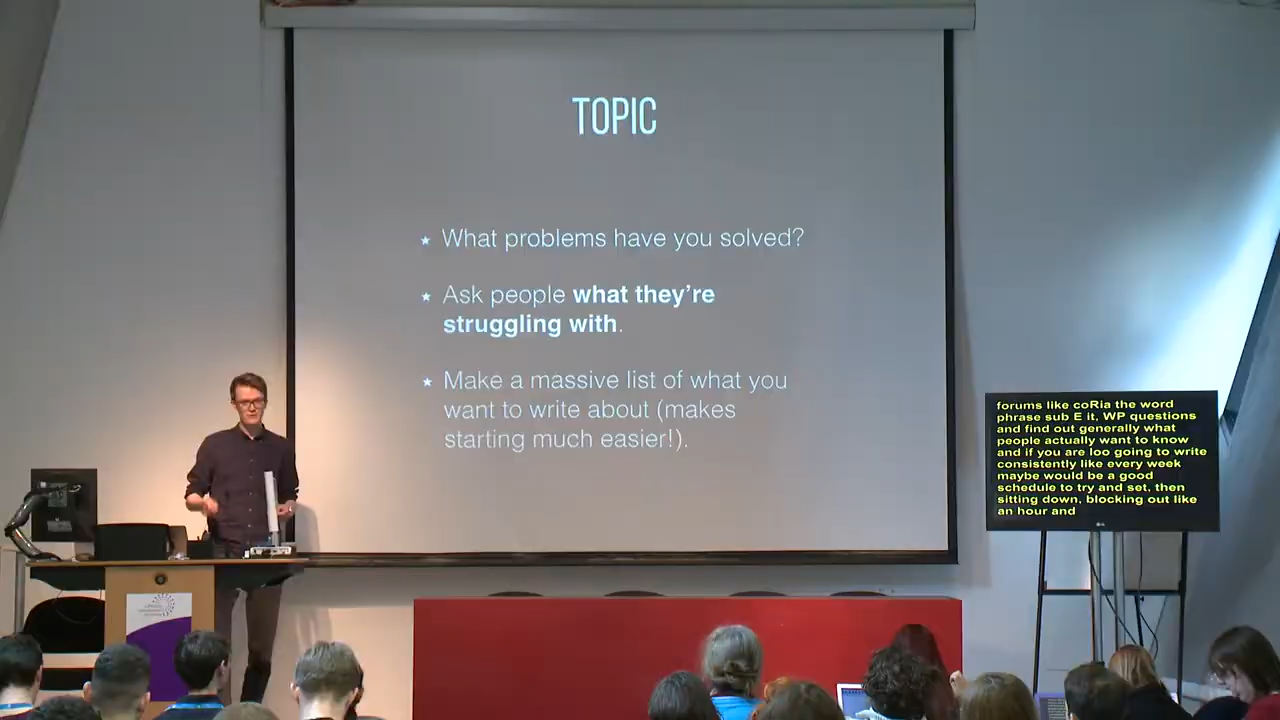 TOPIC
What problems have you solved?
Ask people what they're
struggling with.
Make a massive list of what you
want to write about (makes
starting much easier!).
forums like coRia the word
phrase sub E it, WP questions
and find out generally what
people actually want to know
and if you are loo going to write
consistently like every week
maybe would be a good
schedule to try and set, then
sitting down, blocking out like
an hour and